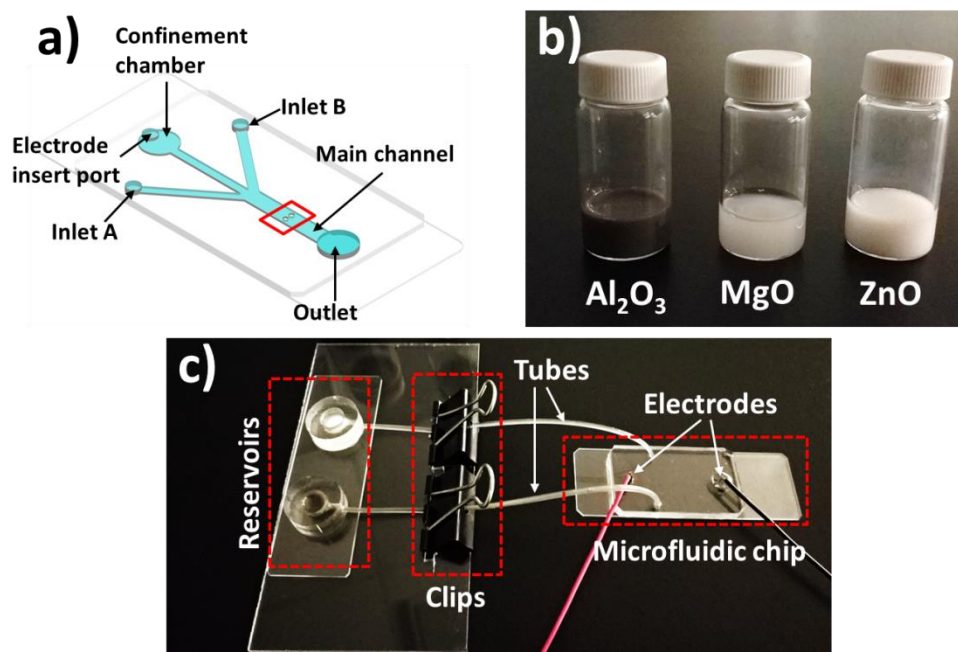 a)
Confinement
chamber
Inlet B
Electrode
insert port
Main channel
Inlet A
Outlet
b)
Al₂O₃
MgO
ZnO
c)
Tubes
Electrodes
Reservoirs
Microfluidic chip
Clips